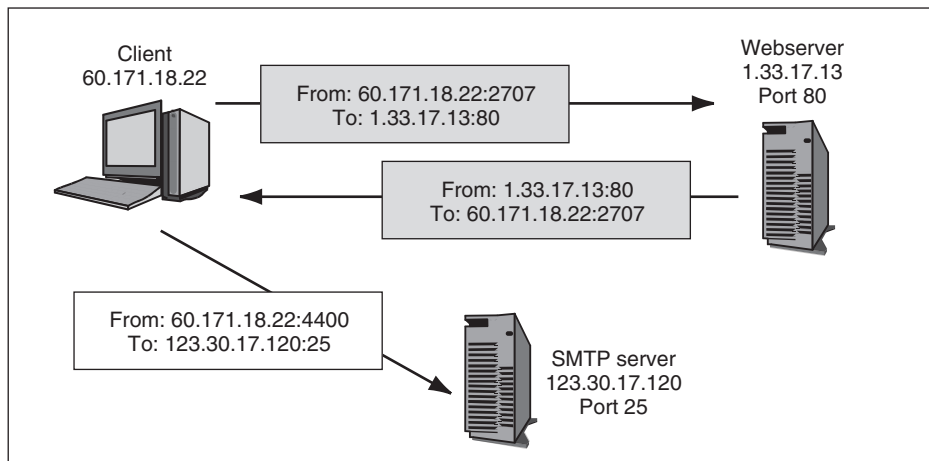 Client
60.171.18.22
From: 60.171.18.22:2707
To: 1.33.17.13:80
Webserver
1.33.17.13
Port 80
From: 1.33.17.13:80
To: 60.171.18.22:2707
From: 60.171.18.22:4400
To: 123.30.17.120:25
SMTP server
123.30.17.120
Port 25